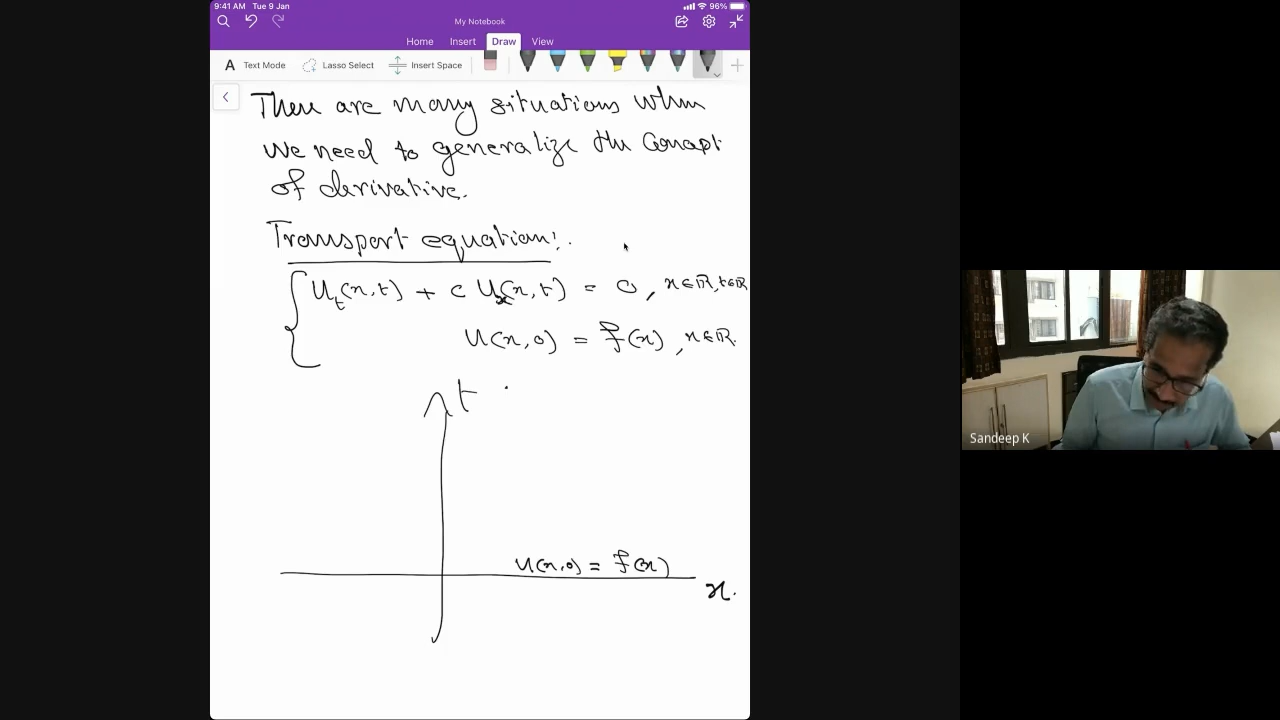 9:41 AM Tue 9 Jan
96%
My Notebook
Home Insert Draw View
A Text Mode Lasso Select Insert Space
There are many situations when
we need to generalize the concept
of derivative.
Transport equation:
U_t(x,t) + c U_x(x,t) = 0, x∈ℝ, t∈ℝ
U(x,0) = f(x), x∈ℝ.
t
U(x,0) = f(x)
x.
Sandeep K